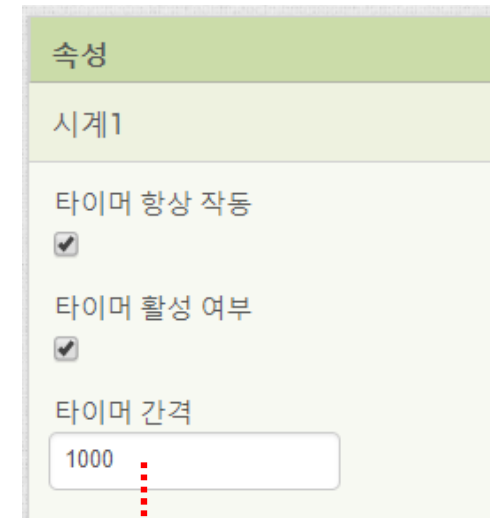 속성
시계1
타이머 항상 작동
타이머 활성 여부
타이머 간격
1000